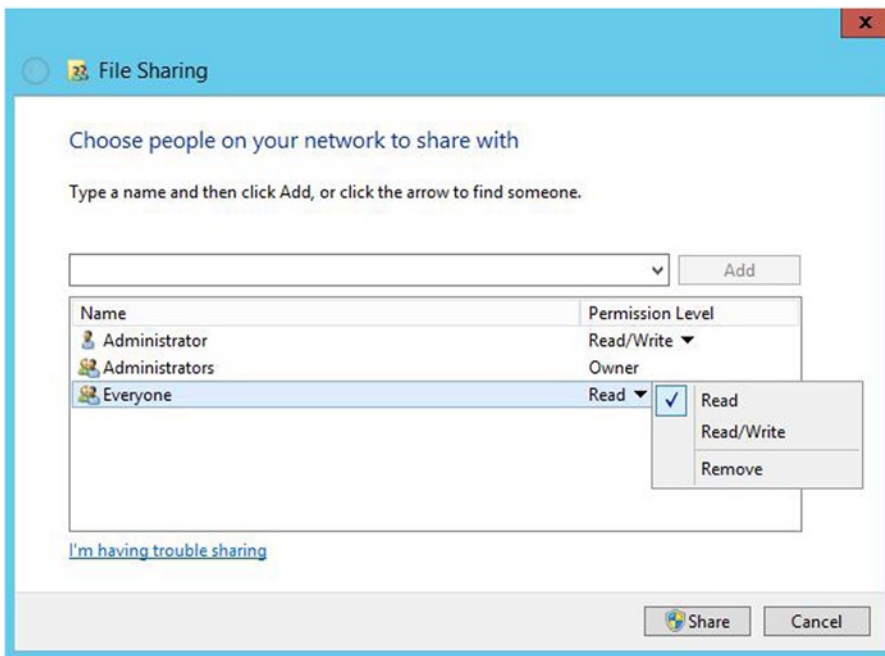 x
File Sharing
Choose people on your network to share with
Type a name and then click Add, or click the arrow to find someone.
Add
Name Permission Level
Administrator Read/Write
Administrators Owner
Everyone Read
Read
Read/Write
Remove
I'm having trouble sharing
Share Cancel